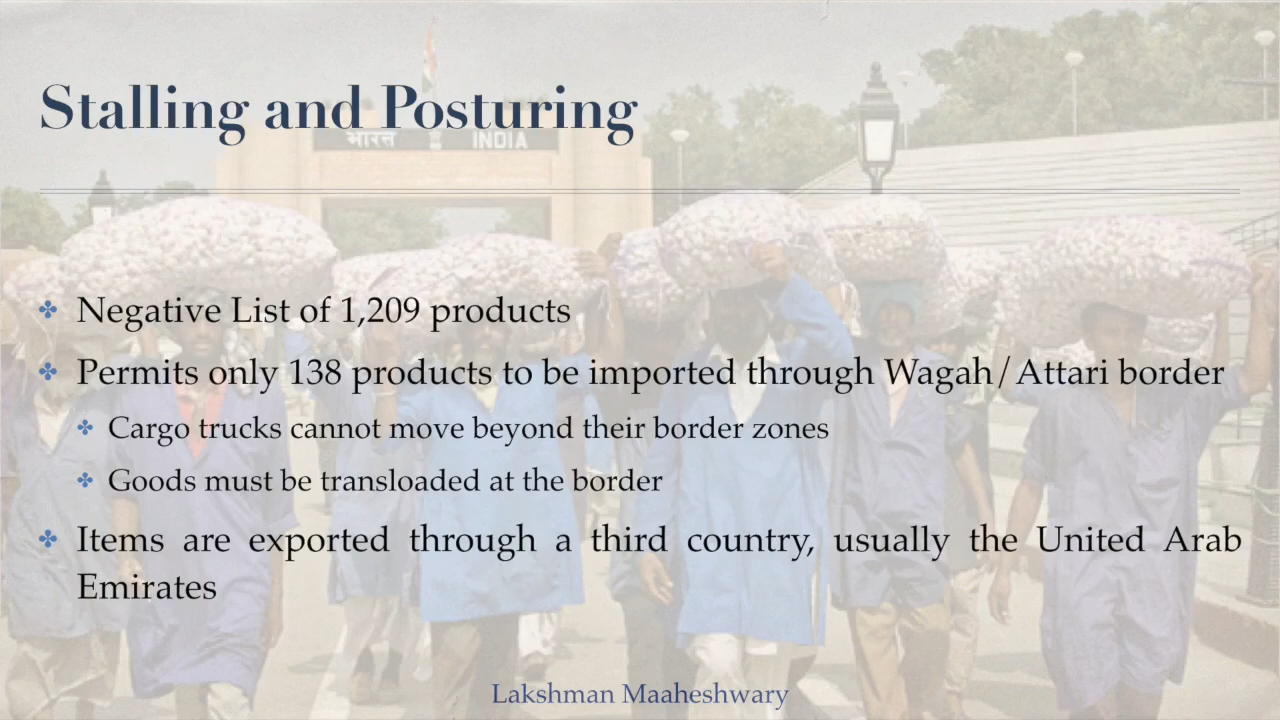 Stalling and Posturing
भारत INDIA
Negative List of 1,209 products
Permits only 138 products to be imported through Wagah/Attari border
Cargo trucks cannot move beyond their border zones
Goods must be transloaded at the border
Items are exported through a third country, usually the United Arab
Emirates
Lakshman Maaheshwary